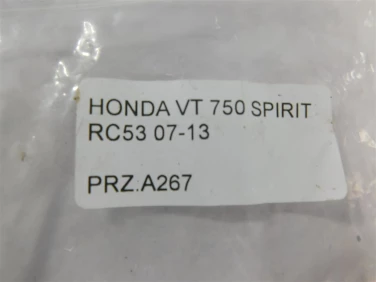 HONDA VT 750 SPIRIT
RC53 07-13
PRZ.A267